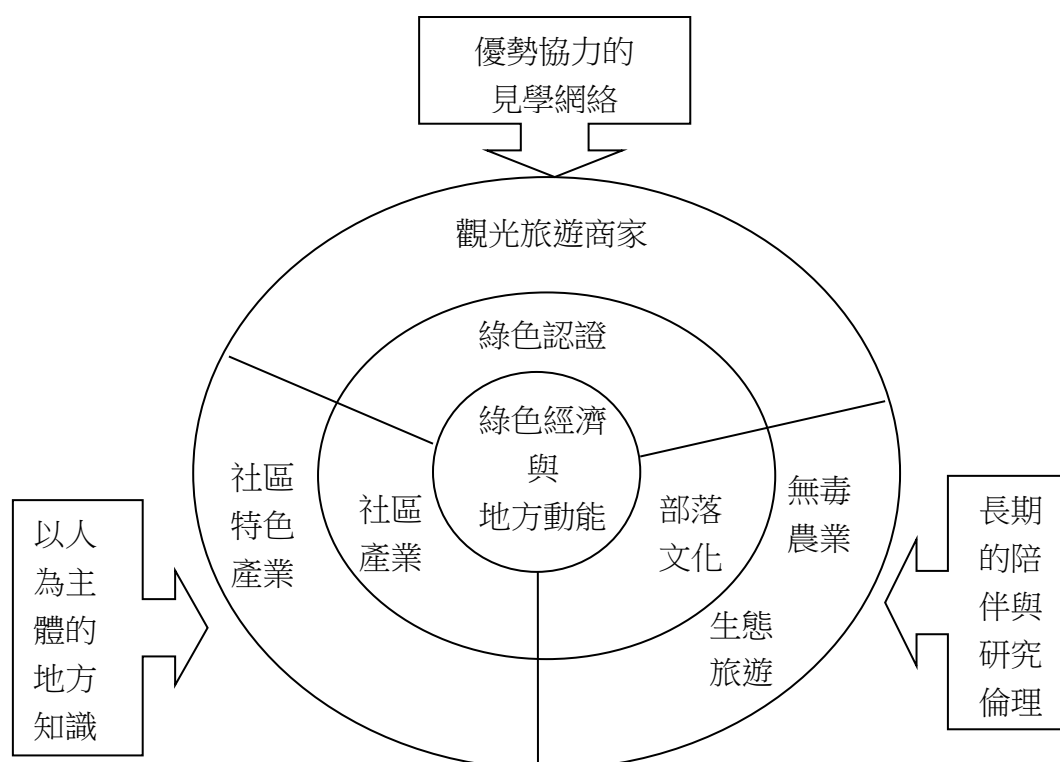 優勢協力的
見學網絡
觀光旅遊商家
綠色認證
綠色經濟
與
地方動能
社區
特色
產業
社區
產業
部落
文化
無毒
農業
生態
旅遊
以人
為主
體的
地方
知識
長期
的陪
伴與
研究
倫理